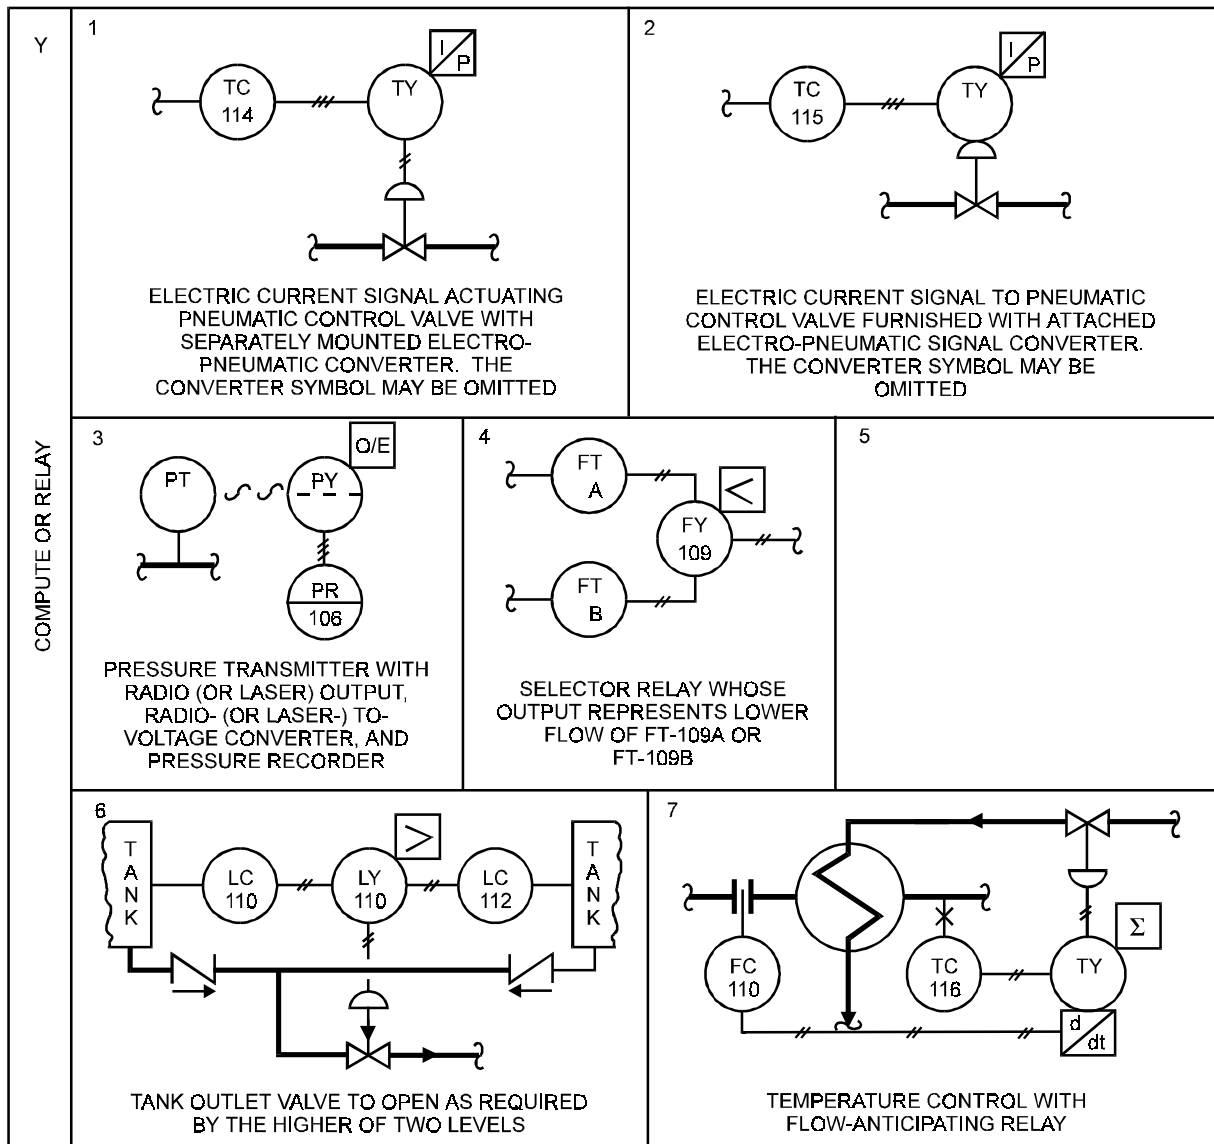 Y
COMPUTE OR RELAY
1
I
P
TC
114
TY
ELECTRIC CURRENT SIGNAL ACTUATING
PNEUMATIC CONTROL VALVE WITH
SEPARATELY MOUNTED ELECTRO-
PNEUMATIC CONVERTER. THE
CONVERTER SYMBOL MAY BE OMITTED
2
I
P
TC
115
TY
ELECTRIC CURRENT SIGNAL TO PNEUMATIC
CONTROL VALVE FURNISHED WITH ATTACHED
ELECTRO-PNEUMATIC SIGNAL CONVERTER.
THE CONVERTER SYMBOL MAY BE
OMITTED
3
O/E
PT
PY
PR
106
PRESSURE TRANSMITTER WITH
RADIO (OR LASER) OUTPUT,
RADIO- (OR LASER-) TO-
VOLTAGE CONVERTER, AND
PRESSURE RECORDER
4
FT
A
<
FY
109
FT
B
SELECTOR RELAY WHOSE
OUTPUT REPRESENTS LOWER
FLOW OF FT-109A OR
FT-109B
5
6
TANK
LC
110
LY
110
>
LC
112
TANK
TANK OUTLET VALVE TO OPEN AS REQUIRED
BY THE HIGHER OF TWO LEVELS
7
FC
110
TC
116
TY
Σ
d
dt
TEMPERATURE CONTROL WITH
FLOW-ANTICIPATING RELAY